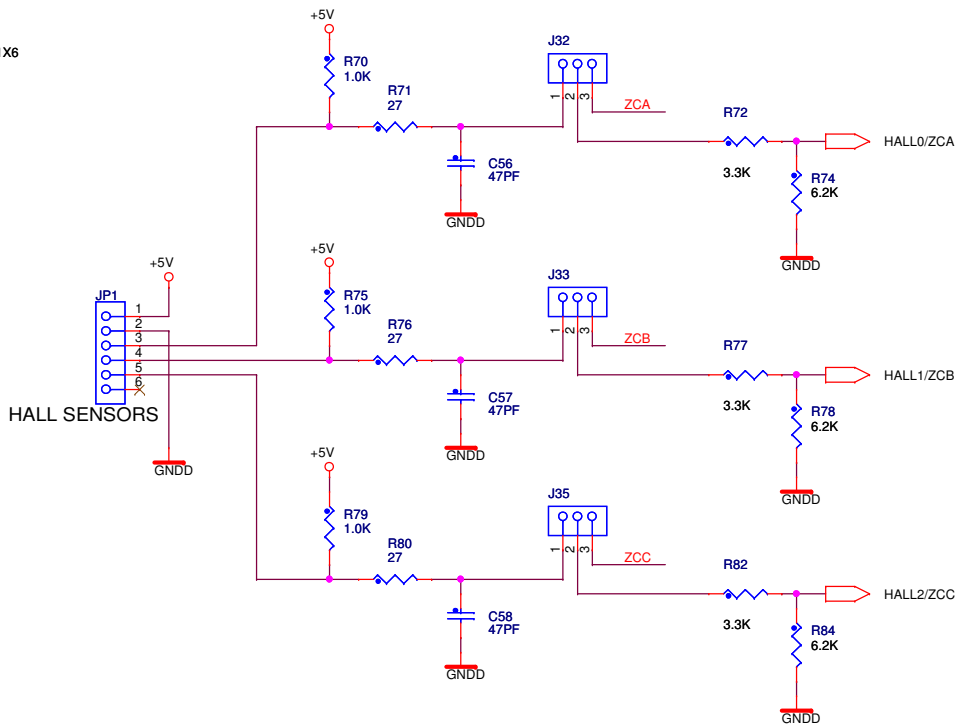 +5V
1X6
R70
1.0K
R71
27
J32
1 2 3
ZCA
R72
3.3K
HALL0/ZCA
R74
6.2K
GNDD
C56
47PF
GNDD
+5V
JP1
1
2
3
4
5
6
HALL SENSORS
GNDD
+5V
R75
1.0K
R76
27
J33
1 2 3
ZCB
R77
3.3K
HALL1/ZCB
R78
6.2K
GNDD
C57
47PF
GNDD
+5V
R79
1.0K
R80
27
J35
1 2 3
ZCC
R82
3.3K
HALL2/ZCC
R84
6.2K
GNDD
C58
47PF
GNDD